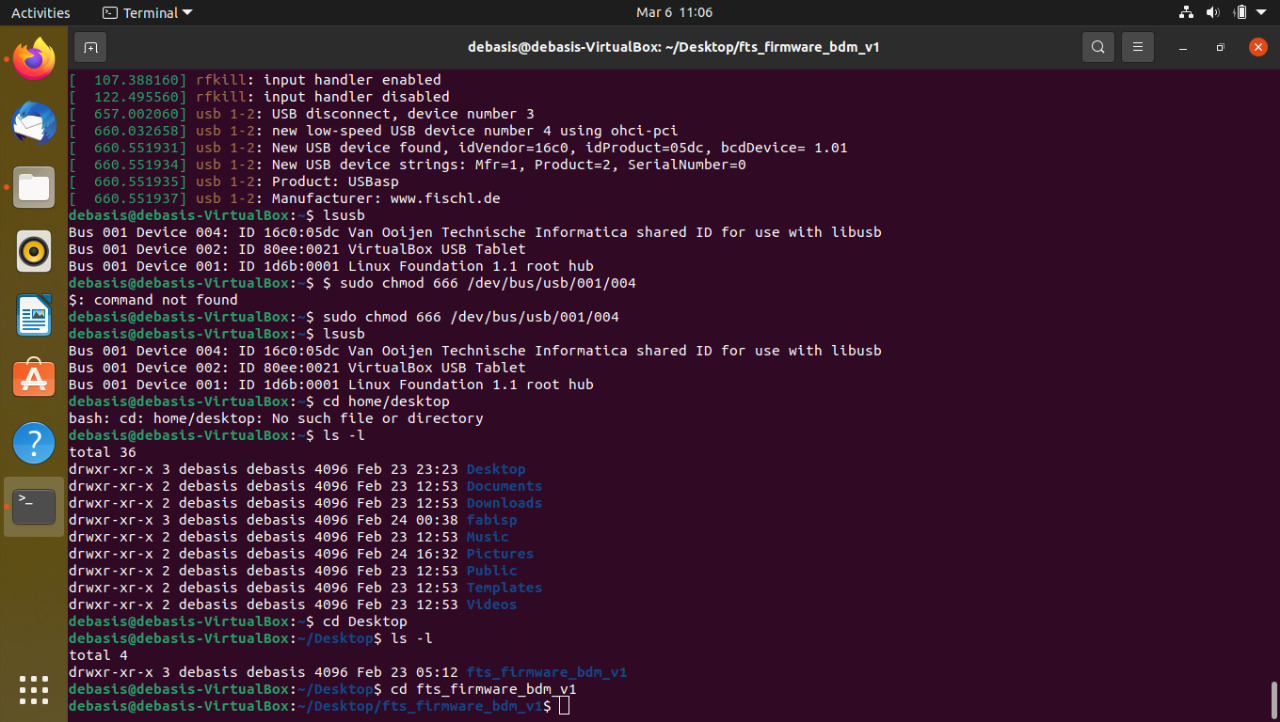 Activities Terminal Mar 6 11:06
debasis@debasis-VirtualBox: ~/Desktop/fts_firmware_bdm_v1
[  107.388160] rfkill: input handler enabled
[  122.495560] rfkill: input handler disabled
[  657.002060] usb 1-2: USB disconnect, device number 3
[  660.032658] usb 1-2: new low-speed USB device number 4 using ohci-pci
[  660.551931] usb 1-2: New USB device found, idVendor=16c0, idProduct=05dc, bcdDevice= 1.01
[  660.551934] usb 1-2: New USB device strings: Mfr=1, Product=2, SerialNumber=0
[  660.551935] usb 1-2: Product: USBasp
[  660.551937] usb 1-2: Manufacturer: www.fischl.de
debasis@debasis-VirtualBox:~$ lsusb
Bus 001 Device 004: ID 16c0:05dc Van Ooijen Technische Informatica shared ID for use with libusb
Bus 001 Device 002: ID 80ee:0021 VirtualBox USB Tablet
Bus 001 Device 001: ID 1d6b:0001 Linux Foundation 1.1 root hub
debasis@debasis-VirtualBox:~$ $ sudo chmod 666 /dev/bus/usb/001/004
$: command not found
debasis@debasis-VirtualBox:~$ sudo chmod 666 /dev/bus/usb/001/004
debasis@debasis-VirtualBox:~$ lsusb
Bus 001 Device 004: ID 16c0:05dc Van Ooijen Technische Informatica shared ID for use with libusb
Bus 001 Device 002: ID 80ee:0021 VirtualBox USB Tablet
Bus 001 Device 001: ID 1d6b:0001 Linux Foundation 1.1 root hub
debasis@debasis-VirtualBox:~$ cd home/desktop
bash: cd: home/desktop: No such file or directory
debasis@debasis-VirtualBox:~$ ls -l
total 36
drwxr-xr-x 3 debasis debasis 4096 Feb 23 23:23 Desktop
drwxr-xr-x 2 debasis debasis 4096 Feb 23 12:53 Documents
drwxr-xr-x 2 debasis debasis 4096 Feb 23 12:53 Downloads
drwxr-xr-x 3 debasis debasis 4096 Feb 24 00:38 fabisp
drwxr-xr-x 2 debasis debasis 4096 Feb 23 12:53 Music
drwxr-xr-x 2 debasis debasis 4096 Feb 24 16:32 Pictures
drwxr-xr-x 2 debasis debasis 4096 Feb 23 12:53 Public
drwxr-xr-x 2 debasis debasis 4096 Feb 23 12:53 Templates
drwxr-xr-x 2 debasis debasis 4096 Feb 23 12:53 Videos
debasis@debasis-VirtualBox:~$ cd Desktop
debasis@debasis-VirtualBox:~/Desktop$ ls -l
total 4
drwxr-xr-x 3 debasis debasis 4096 Feb 23 05:12 fts_firmware_bdm_v1
debasis@debasis-VirtualBox:~/Desktop$ cd fts_firmware_bdm_v1
debasis@debasis-VirtualBox:~/Desktop/fts_firmware_bdm_v1$